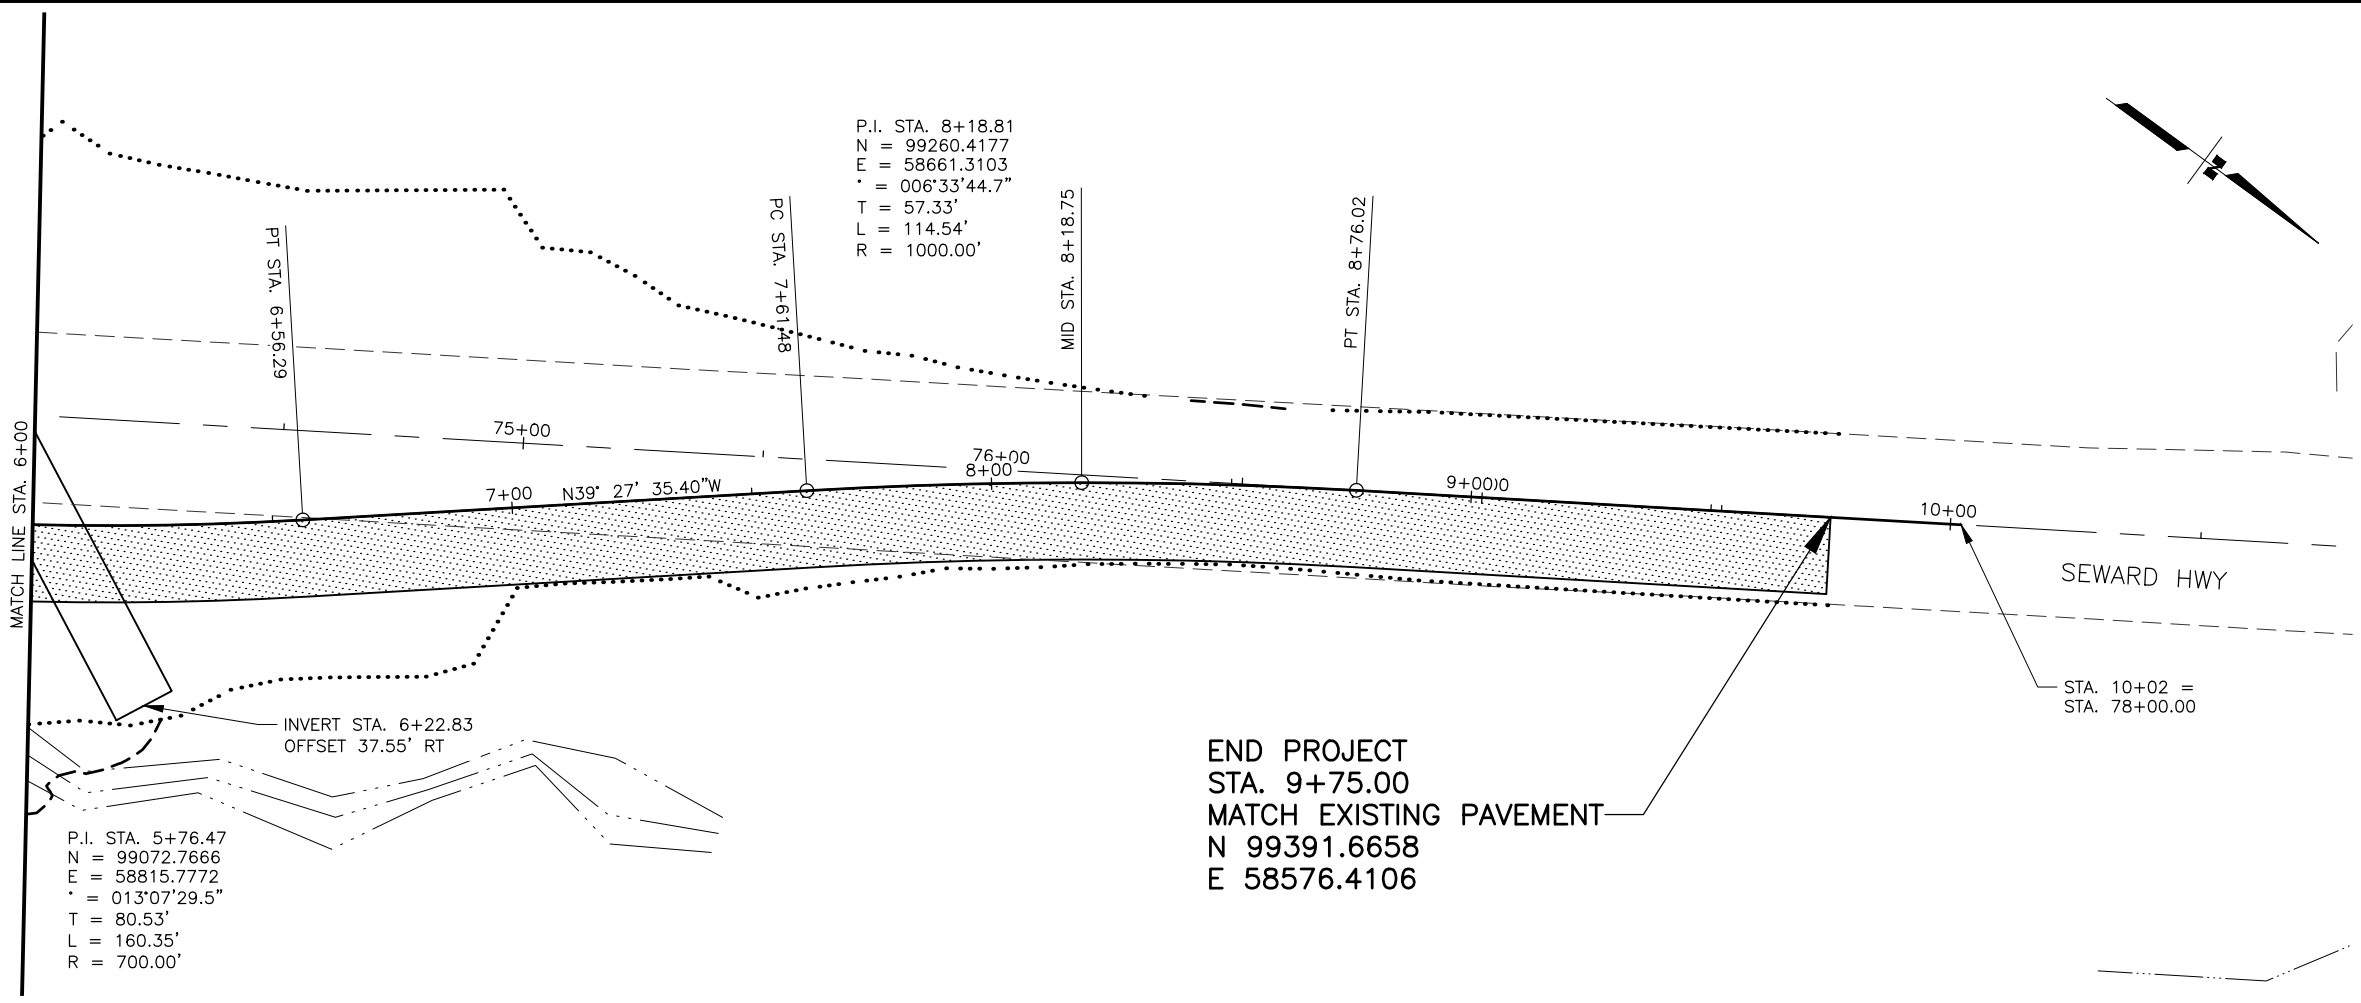 P.I. STA. 8+18.81
N = 99260.4177
E = 58661.3103
° = 006°33'44.7"
T = 57.33'
L = 114.54'
R = 1000.00'
PT STA. 6+56.29
PC STA. 7+61.48
MID STA. 8+18.75
PT STA. 8+76.02
MATCH LINE STA. 6+00
75+00
76+00
8+00
7+00
N39° 27' 35.40"W
9+00
10+00
SEWARD HWY
STA. 10+02 =
STA. 78+00.00
INVERT STA. 6+22.83
OFFSET 37.55' RT
END PROJECT
STA. 9+75.00
MATCH EXISTING PAVEMENT
N 99391.6658
E 58576.4106
P.I. STA. 5+76.47
N = 99072.7666
E = 58815.7772
° = 013°07'29.5"
T = 80.53'
L = 160.35'
R = 700.00'